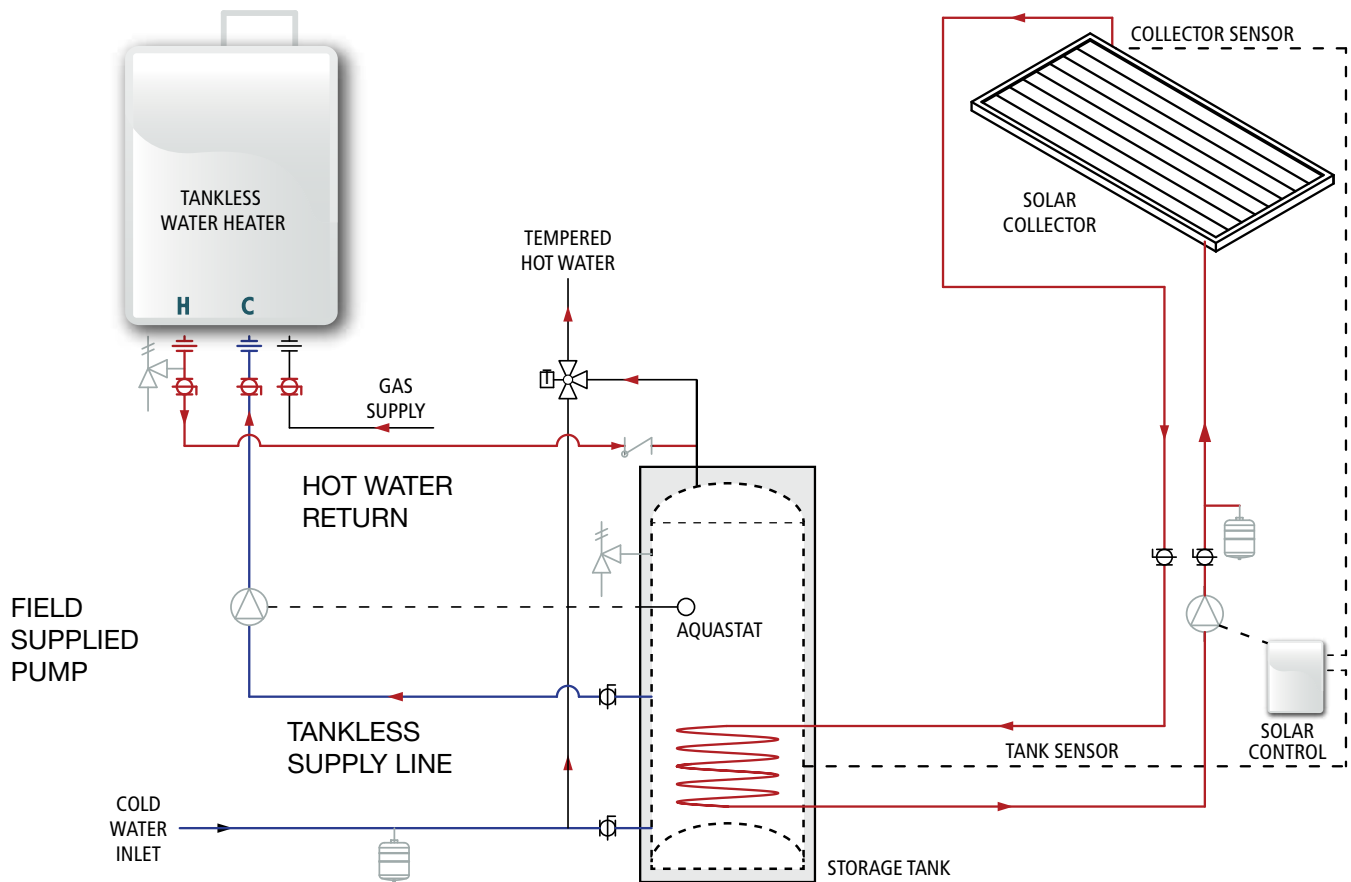 COLLECTOR SENSOR
TANKLESS
WATER HEATER
SOLAR
COLLECTOR
TEMPERED
HOT WATER
H C
GAS
SUPPLY
HOT WATER
RETURN
FIELD
SUPPLIED
PUMP
AQUASTAT
TANKLESS
SUPPLY LINE
TANK SENSOR
SOLAR
CONTROL
COLD
WATER
INLET
STORAGE TANK